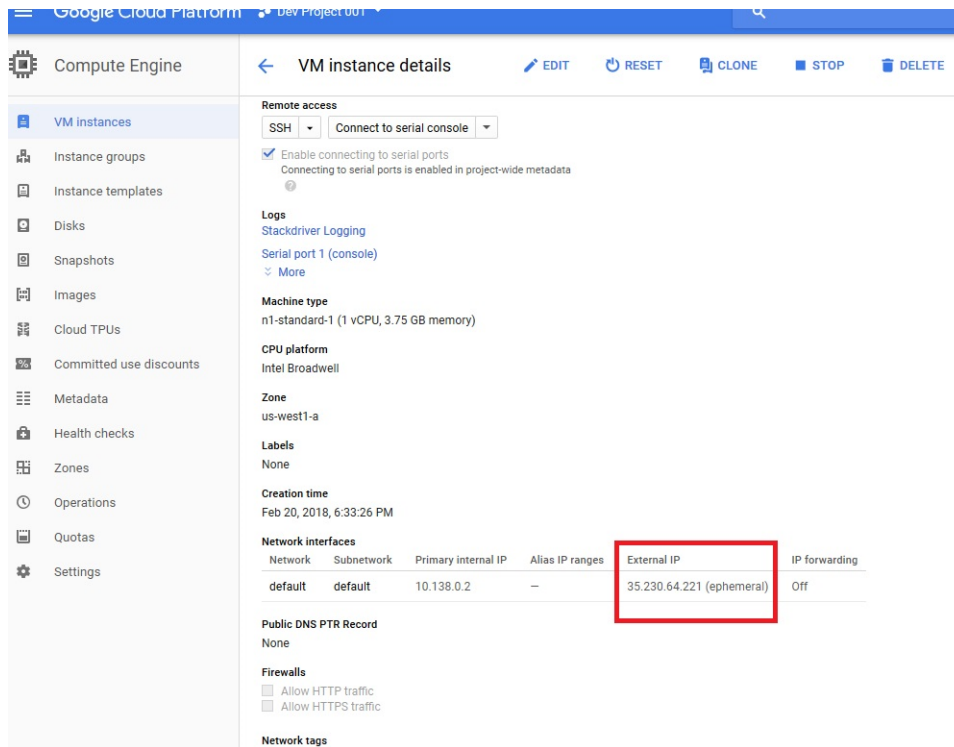 Google Cloud Platform Dev Project 001
Compute Engine
VM instance details EDIT RESET CLONE STOP DELETE
VM instances
Instance groups
Instance templates
Disks
Snapshots
Images
Cloud TPUs
Committed use discounts
Metadata
Health checks
Zones
Operations
Quotas
Settings
Remote access
SSH Connect to serial console
Enable connecting to serial ports
Connecting to serial ports is enabled in project-wide metadata
Logs
Stackdriver Logging
Serial port 1 (console)
More
Machine type
n1-standard-1 (1 vCPU, 3.75 GB memory)
CPU platform
Intel Broadwell
Zone
us-west1-a
Labels
None
Creation time
Feb 20, 2018, 6:33:26 PM
Network interfaces
Network Subnetwork Primary internal IP Alias IP ranges External IP IP forwarding
default default 10.138.0.2 — 35.230.64.221 (ephemeral) Off
Public DNS PTR Record
None
Firewalls
Allow HTTP traffic
Allow HTTPS traffic
Network tags